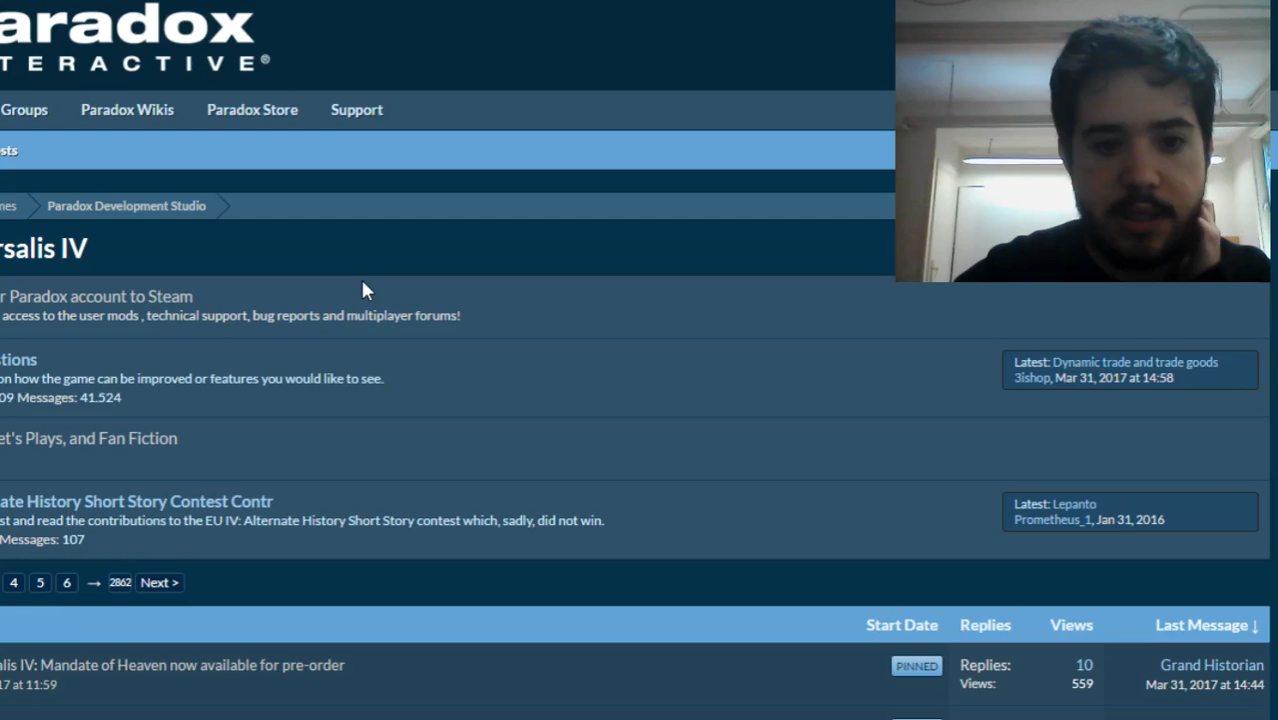 aradox
TERACTIVE®
Groups Paradox Wikis Paradox Store Support
sts
nes Paradox Development Studio
rsalis IV
r Paradox account to Steam
access to the user mods , technical support, bug reports and multiplayer forums!
tions
on how the game can be improved or features you would like to see.
09 Messages: 41.524
Latest: Dynamic trade and trade goods
3ishop, Mar 31, 2017 at 14:58
et's Plays, and Fan Fiction
ate History Short Story Contest Contr
st and read the contributions to the EU IV: Alternate History Short Story contest which, sadly, did not win.
Messages: 107
Latest: Lepanto
Prometheus_1, Jan 31, 2016
4 5 6 → 2862 Next >
Start Date Replies Views Last Message ↓
alis IV: Mandate of Heaven now available for pre-order
17 at 11:59
PINNED
Replies: 10
Views: 559
Grand Historian
Mar 31, 2017 at 14:44